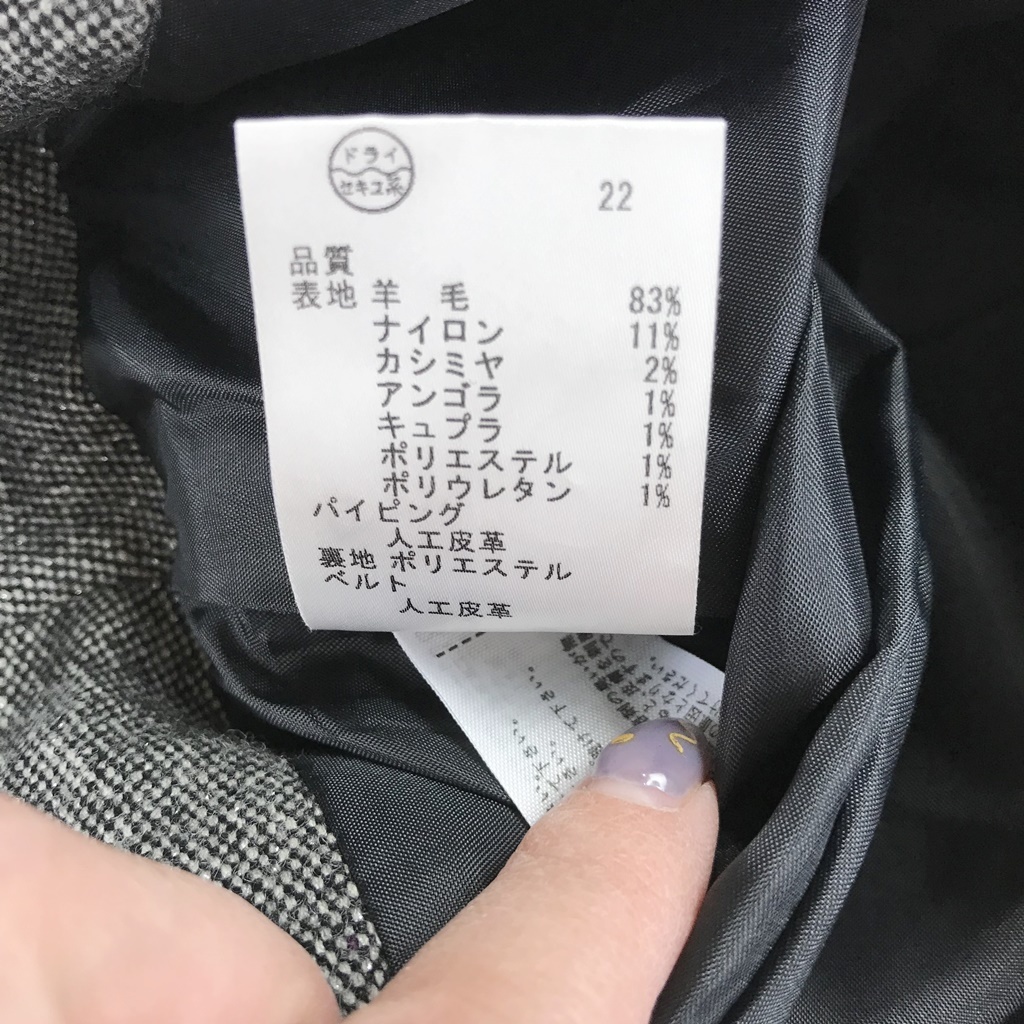 ドライ
セキユ系
22
品質
表地 羊 毛 83%
ナイロン 11%
カシミヤ 2%
アンゴラ 1%
キュプラ 1%
ポリエステル 1%
ポリウレタン 1%
パイピング
人工皮革
裏地 ポリエステル
ベルト
人工皮革